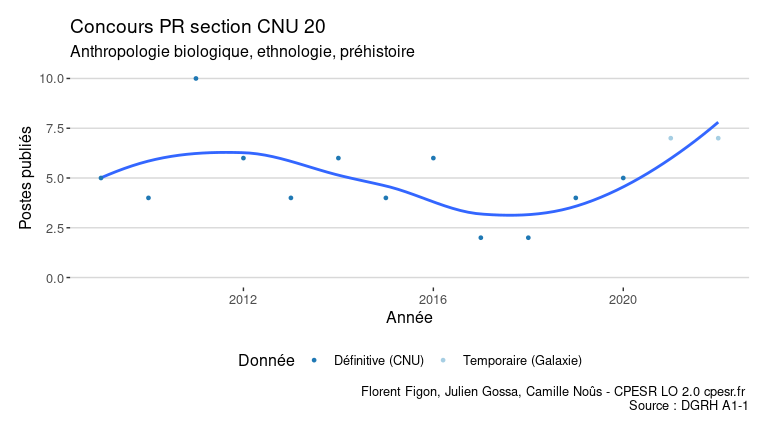 Concours PR section CNU 20
Anthropologie biologique, ethnologie, préhistoire
Postes publiés
10.0
7.5
5.0
2.5
0.0
2012
2016
2020
Année
Donnée
Définitive (CNU)
Temporaire (Galaxie)
Florent Figon, Julien Gossa, Camille Noûs - CPESR LO 2.0 cpesr.fr
Source : DGRH A1-1